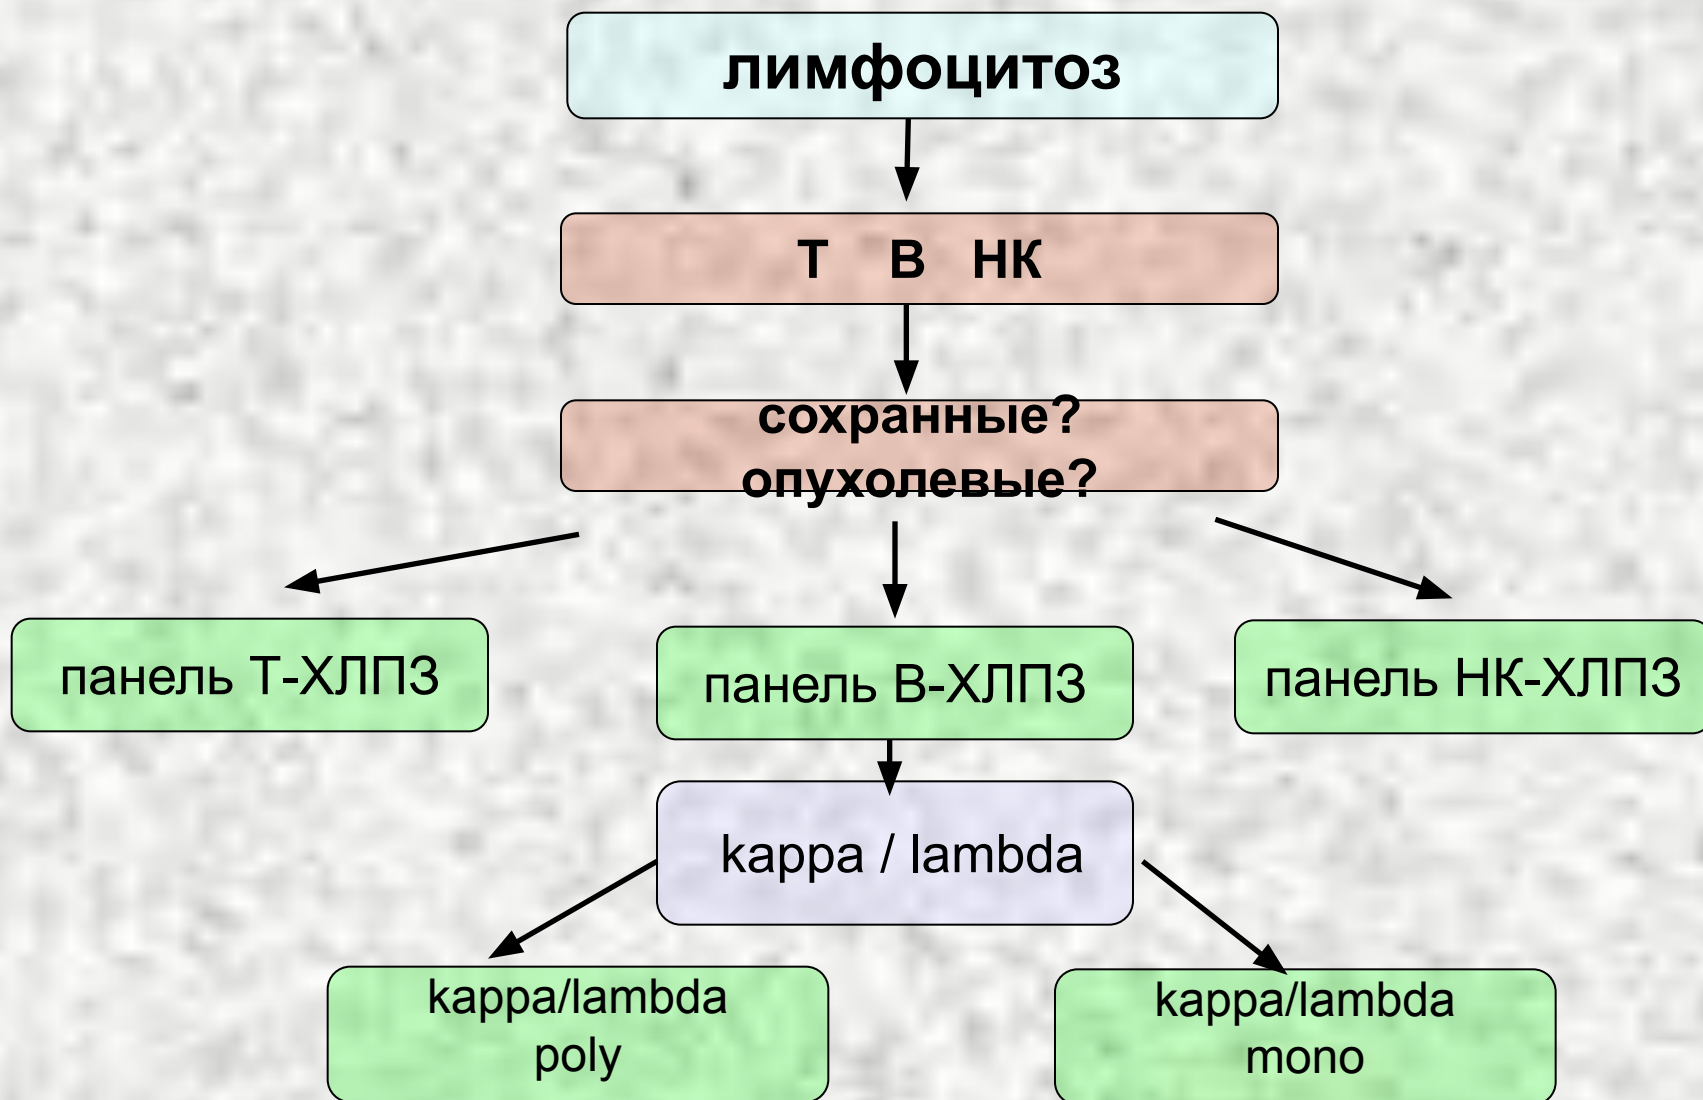 лимфоцитоз
Т В НК
сохранные?
опухолевые?
панель Т-ХЛПЗ
панель В-ХЛПЗ
панель НК-ХЛПЗ
kappa / lambda
kappa/lambda
poly
kappa/lambda
mono